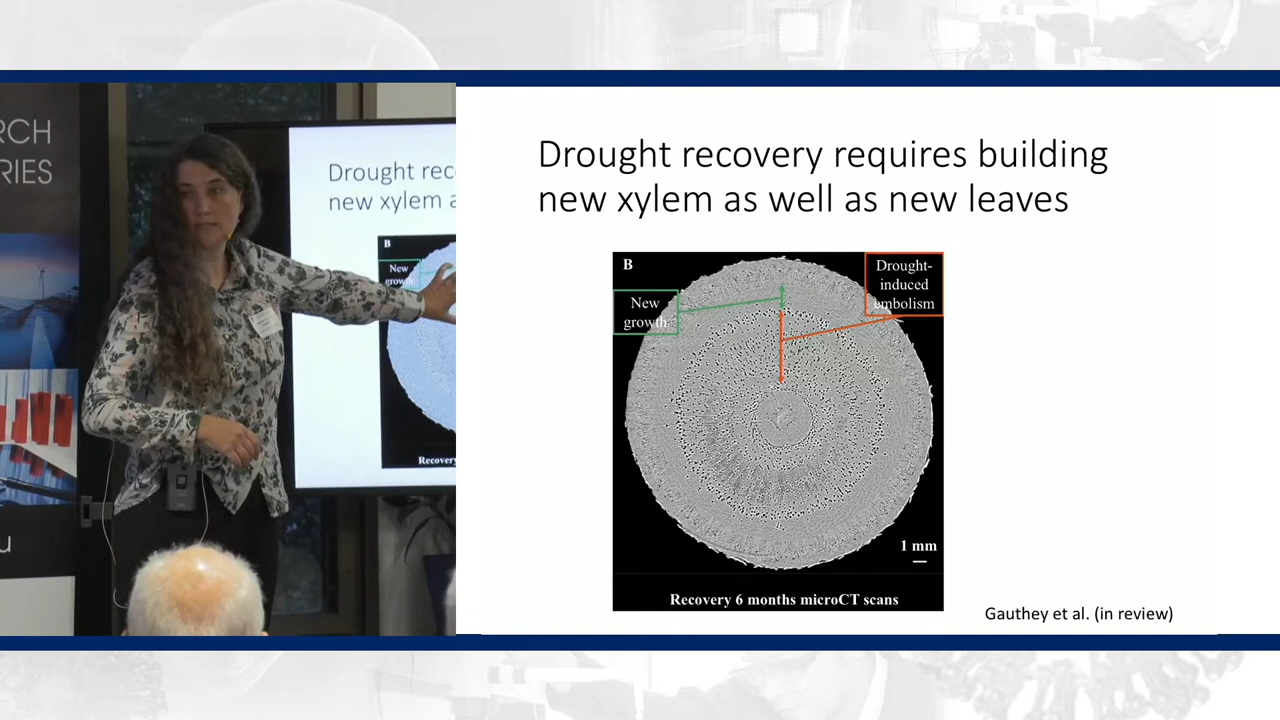 RCH
RIES
u
Drought rec
new xylem a
B
New
growth
Recovery
Drought recovery requires building
new xylem as well as new leaves
B
New
growth
Drought-
induced
embolism
1 mm
Recovery 6 months microCT scans
Gauthey et al. (in review)